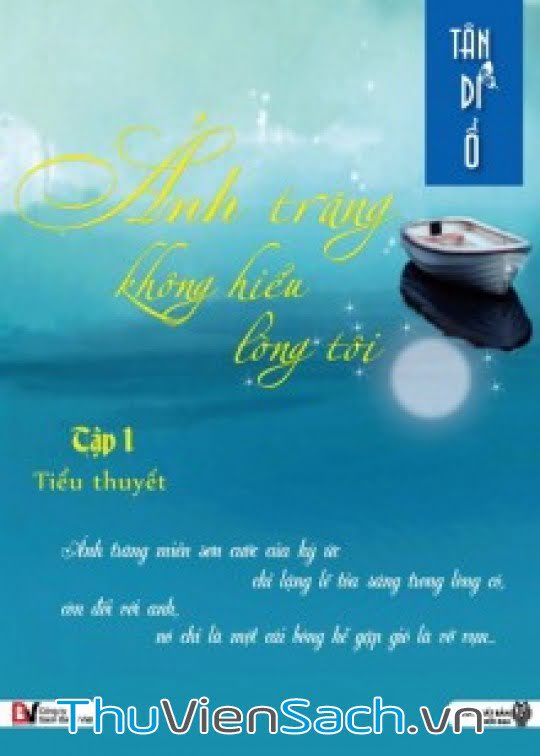 TÂN
DI
Ổ
Ánh trăng
không hiểu
lòng tôi
Tập 1
Tiểu thuyết
Ánh trăng miên sơn cước của ký ức
chỉ lặng lẽ tỏa sáng trong lòng cô,
còn đối với anh,
nó chỉ là một cái bóng hễ gặp gió là vỡ vụn...
ThuVienSach.vn